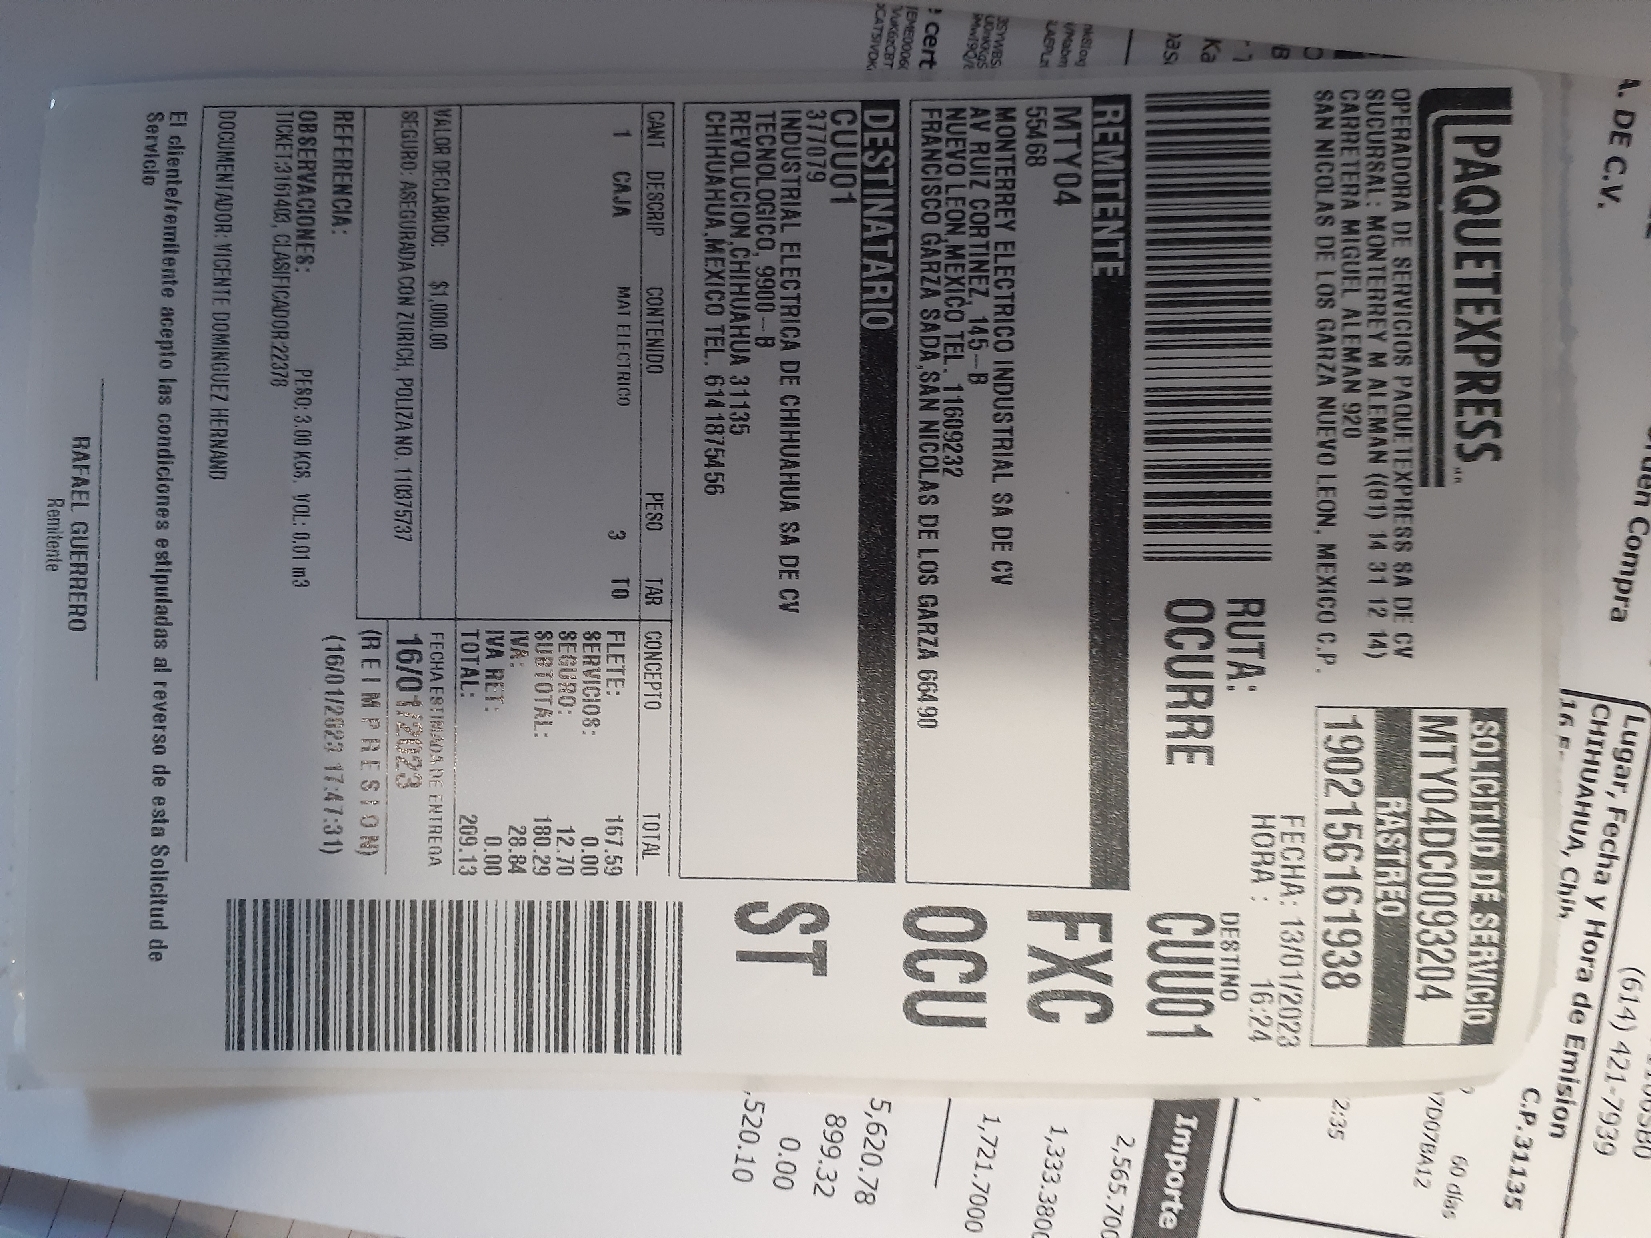 PAQUETEXPRESS
OPERADORA DE SERVICIOS PAQUETEXPRESS SA DE CV
SUCURSAL: MONTERREY M ALEMAN ((81) 14 31 12 14)
CARRETERA MIGUEL ALEMAN 920
SAN NICOLAS DE LOS GARZA NUEVO LEON, MEXICO C.P.
SOLICITUD DE SERVICIO
MTY04DC0093204
RASTREO
1902156161938
FECHA: 13/01/2023
HORA: 16:24
RUTA:
OCURRE
DESTINO
CUU01
REMITENTE
MTY04
55468
MONTERREY ELECTRICO INDUSTRIAL SA DE CV
AV RUIZ CORTINEZ, 145--B
NUEVO LEON,MEXICO TEL. 11609232
FRANCISCO GARZA SADA,SAN NICOLAS DE LOS GARZA 66490
FXC
OCU
DESTINATARIO
CUU01
377079
INDUSTRIAL ELECTRICA DE CHIHUAHUA SA DE CV
TECNOLOGICO, 9900--B
REVOLUCION,CHIHUAHUA 31135
CHIHUAHUA,MEXICO TEL. 6141875456
ST
CANT DESCRIP CONTENIDO PESO TAR CONCEPTO TOTAL
1 CAJA MAT ELECTRICO 3 T0
FLETE: 167.59
SERVICIOS: 0.00
SEGURO: 12.70
SUBTOTAL: 180.29
IVA: 28.84
IVA RET: 0.00
TOTAL: 209.13
VALOR DECLARADO: $1,000.00
SEGURO: ASEGURADA CON ZURICH, POLIZA NO. 110375737
FECHA ESTIMADA DE ENTREGA
16/01/2023
(REIMPRESION)
(16/01/2023 17:47:31)
REFERENCIA:
OBSERVACIONES: PESO: 3.00 KGS, VOL: 0.01 m3
TICKET:3161403, CLASIFICADOR:22378
DOCUMENTADOR: VICENTE DOMINGUEZ HERNAND
El cliente/remitente acepto las condiciones estipuladas al reverso de esta Solicitud de
Servicio
RAFAEL GUERRERO
Remitente
A. DE C.V.
Compra
(614) 421-7939
Lugar, Fecha y Hora de Emision
CHIHUAHUA, Chih,
C.P. 31135
60 días
7D07BA12
2:35
Importe
1,333.380
1,721.7000
5,620.78
899.32
0.00
,520.10
cert